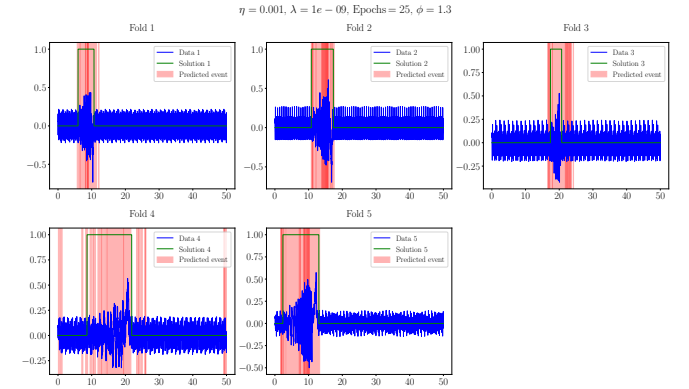 η = 0.001, λ = 1e − 09, Epochs = 25, ϕ = 1.3
Fold 1
Fold 2
Fold 3
1.0
0.5
0.0
−0.5
0 10 20 30 40 50
Data 1
Solution 1
Predicted event
1.0
0.5
0.0
−0.5
0 10 20 30 40 50
Data 2
Solution 2
Predicted event
1.00
0.75
0.50
0.25
0.00
−0.25
0 10 20 30 40 50
Data 3
Solution 3
Predicted event
Fold 4
Fold 5
1.00
0.75
0.50
0.25
0.00
−0.25
0 10 20 30 40 50
Data 4
Solution 4
Predicted event
1.00
0.75
0.50
0.25
0.00
−0.25
−0.50
0 10 20 30 40 50
Data 5
Solution 5
Predicted event